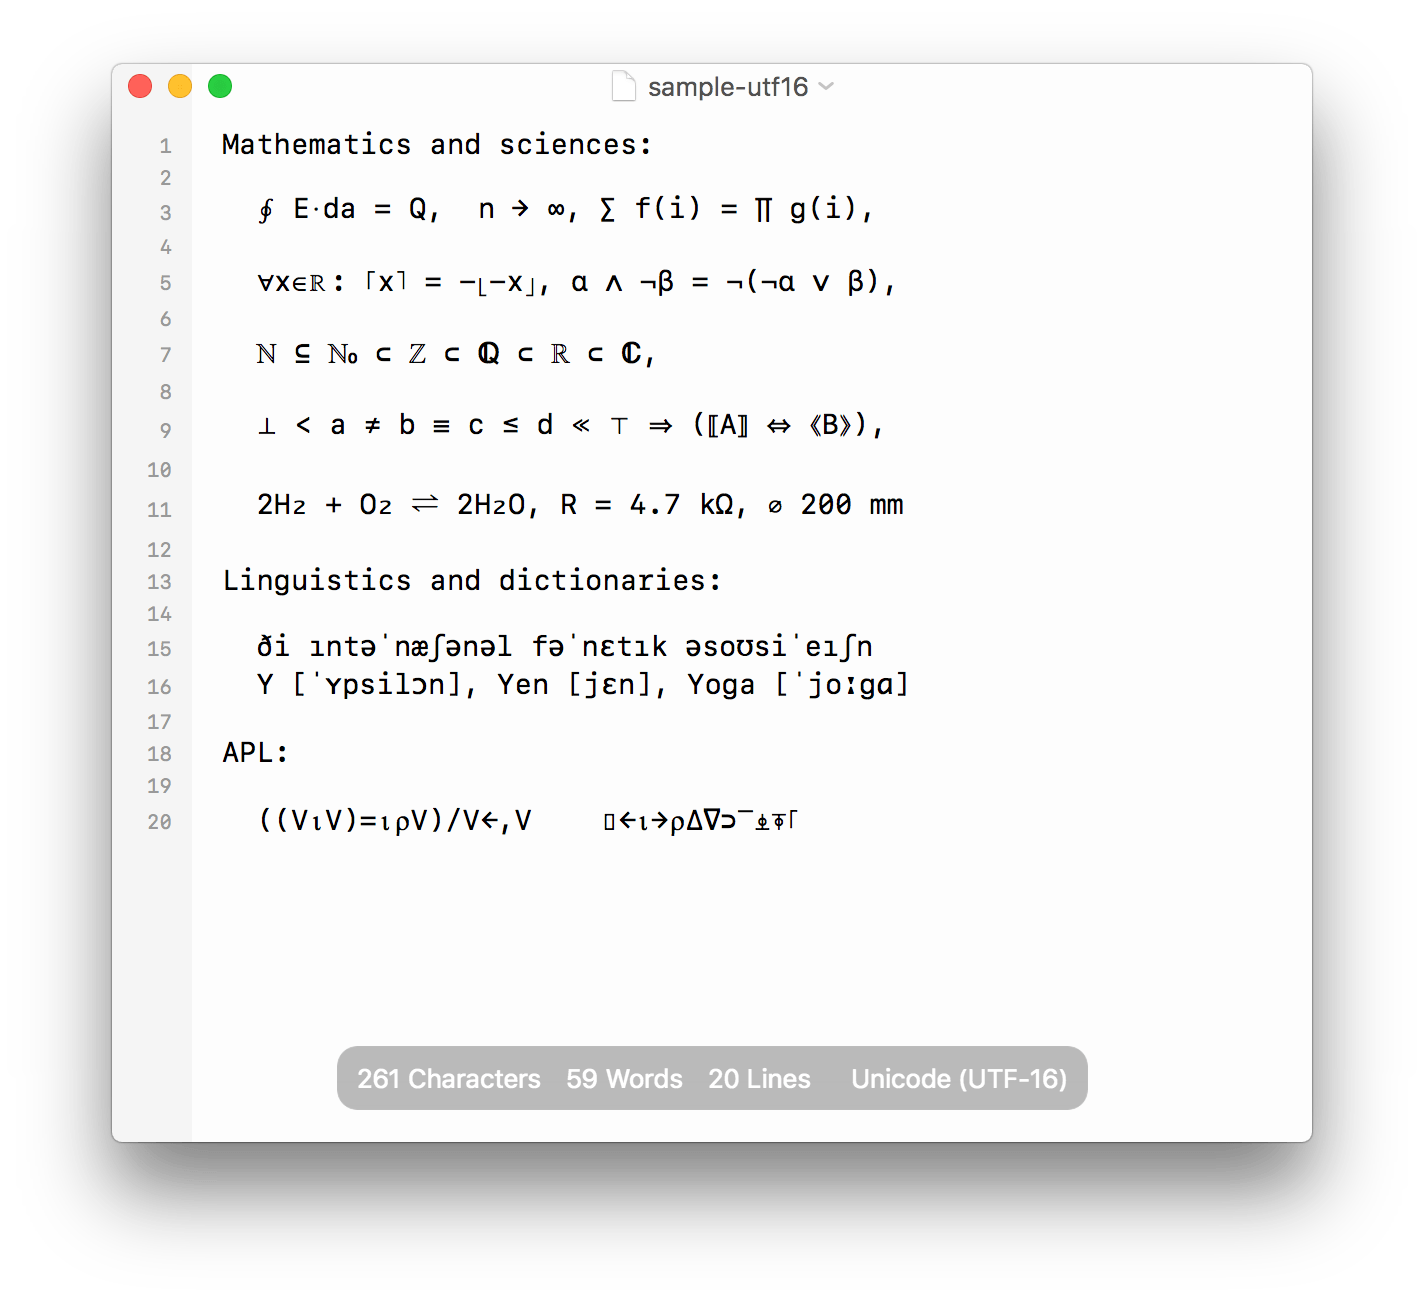 sample-utf16
1 Mathematics and sciences:
2
3 ∮ E⋅da = Q,  n → ∞, ∑ f(i) = ∏ g(i),
4
5 ∀x∈ℝ: ⌈x⌉ = −⌊−x⌋, α ∧ ¬β = ¬(¬α ∨ β),
6
7 ℕ ⊆ ℕ₀ ⊂ ℤ ⊂ ℚ ⊂ ℝ ⊂ ℂ,
8
9 ⊥ < a ≠ b ≡ c ≤ d ≪ ⊤ ⇒ (⟦A⟧ ⇔ ⟪B⟫),
10
11 2H₂ + O₂ ⇌ 2H₂O, R = 4.7 kΩ, ⌀ 200 mm
12
13 Linguistics and dictionaries:
14
15 ði ıntəˈnæʃənəl fəˈnɛtık əsoʊsiˈeıʃn
16 Y [ˈʏpsilɔn], Yen [jɛn], Yoga [ˈjoːgɑ]
17
18 APL:
19
20 ((V⍳V)=⍳⍴V)/V←,V    ▯←⍳→⍴∆∇⊃‾⍎⍕⌈
261 Characters 59 Words 20 Lines Unicode (UTF-16)